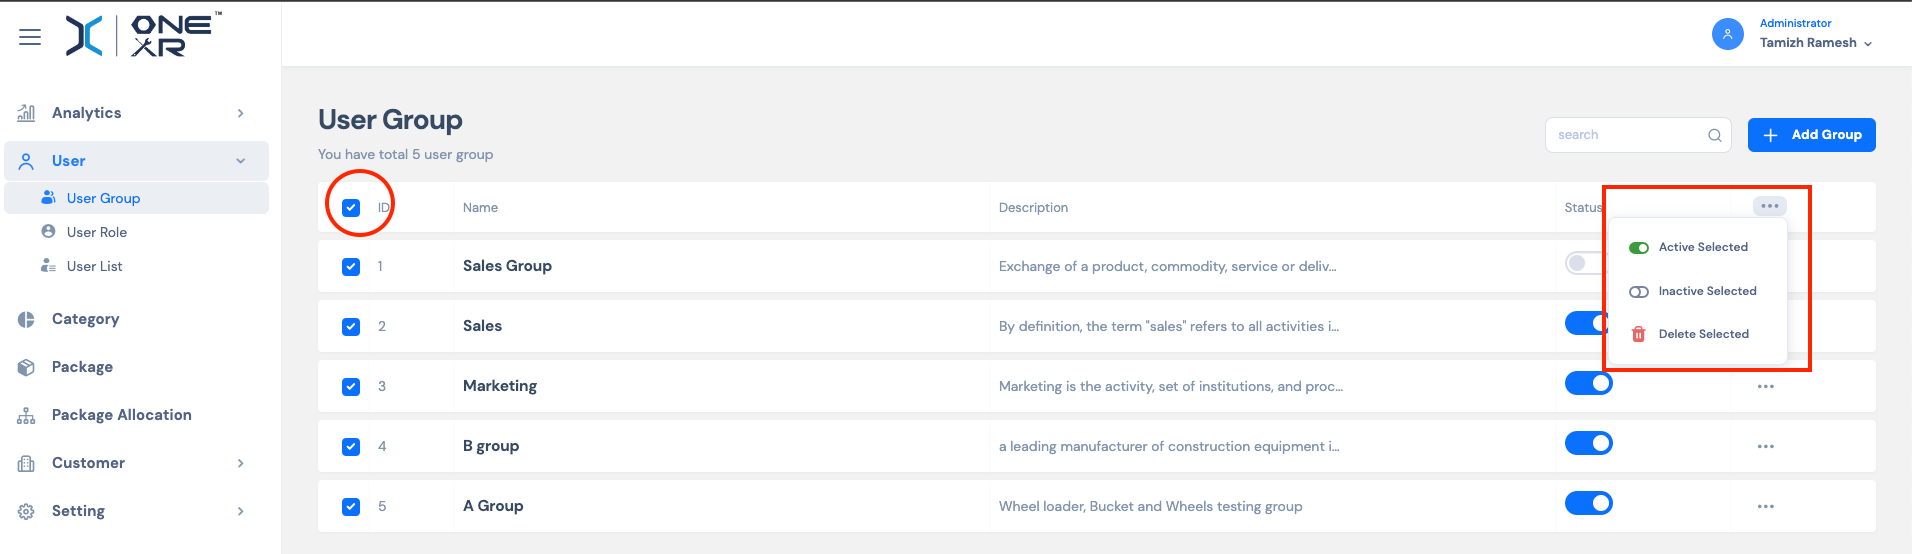 ONE ™
XR
Administrator
Tamizh Ramesh
Analytics
User
User Group
User Role
User List
Category
Package
Package Allocation
Customer
Setting
User Group
You have total 5 user group
search
Add Group
ID Name Description Status
1 Sales Group Exchange of a product, commodity, service or deliv...
2 Sales By definition, the term "sales" refers to all activities i...
3 Marketing Marketing is the activity, set of institutions, and proc...
4 B group a leading manufacturer of construction equipment i...
5 A Group Wheel loader, Bucket and Wheels testing group
Active Selected
Inactive Selected
Delete Selected